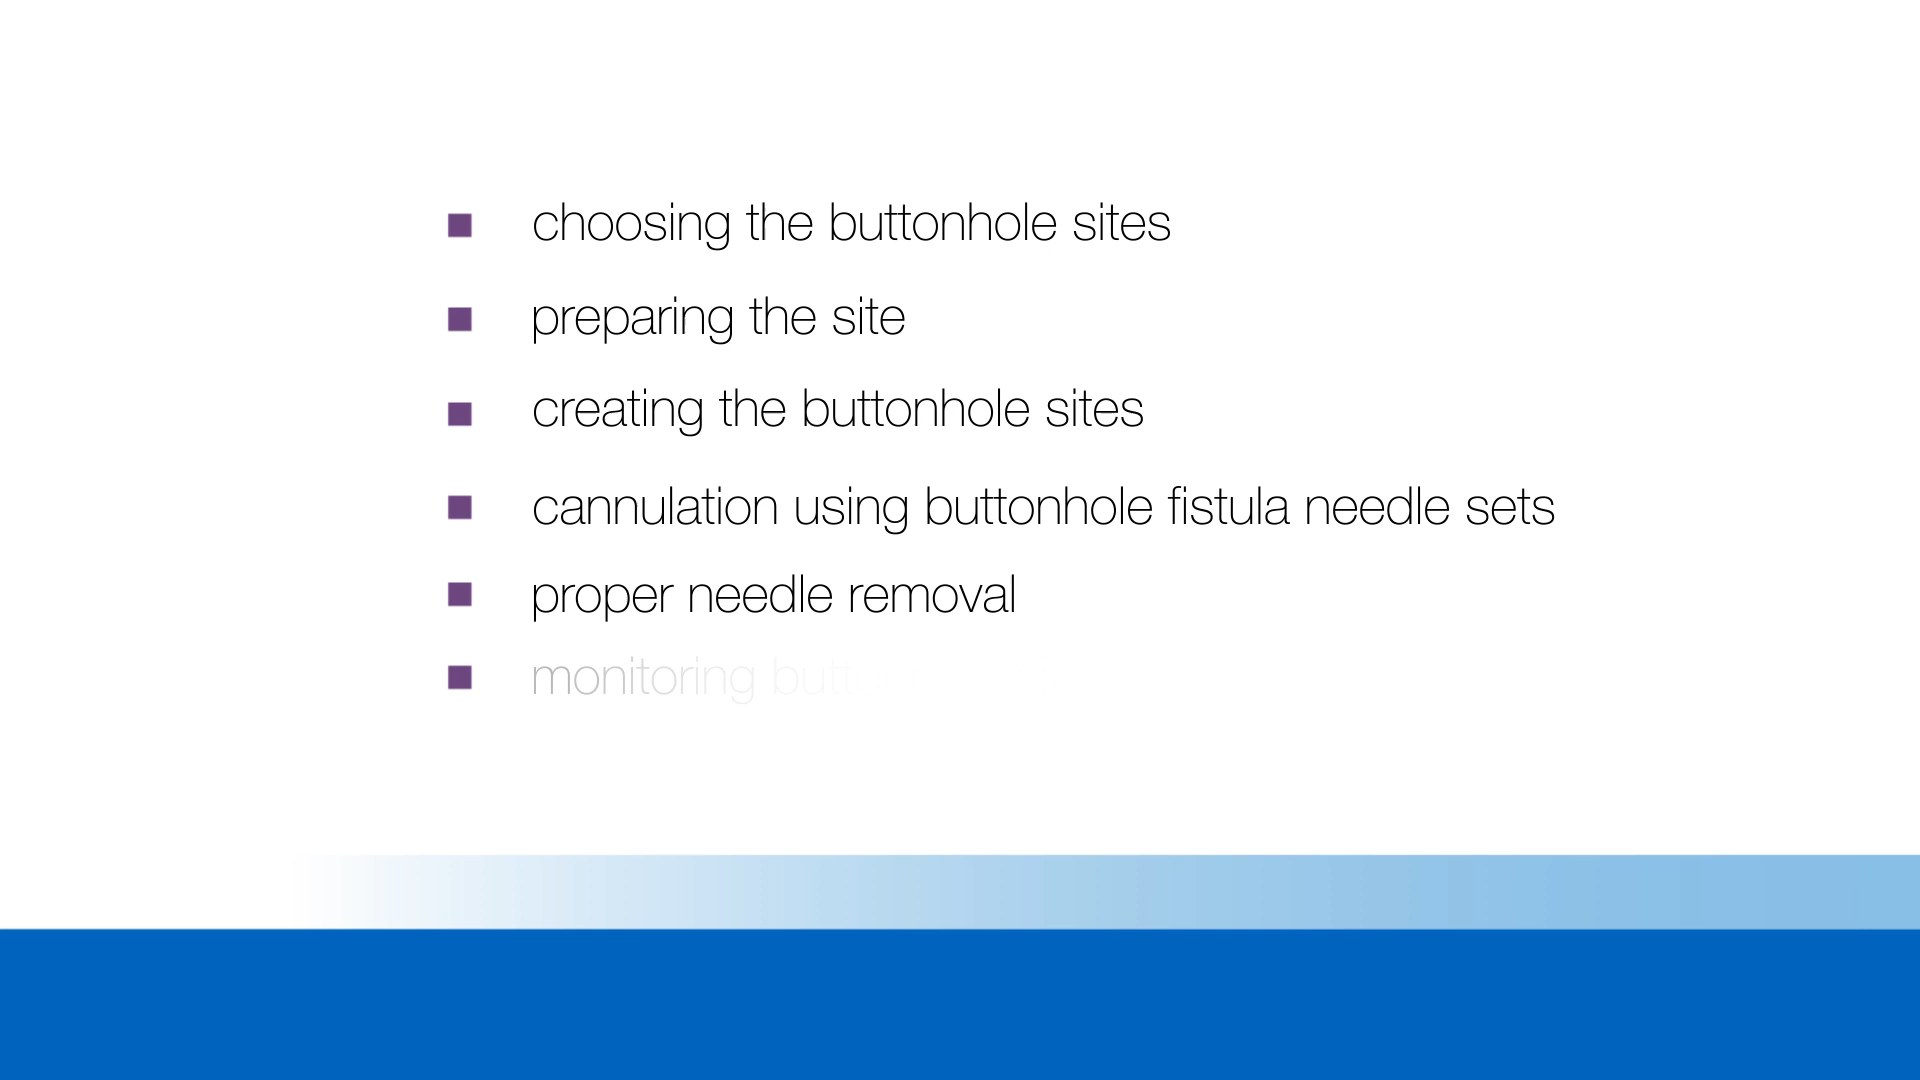 choosing the buttonhole sites
preparing the site
creating the buttonhole sites
cannulation using buttonhole fistula needle sets
proper needle removal
monitoring